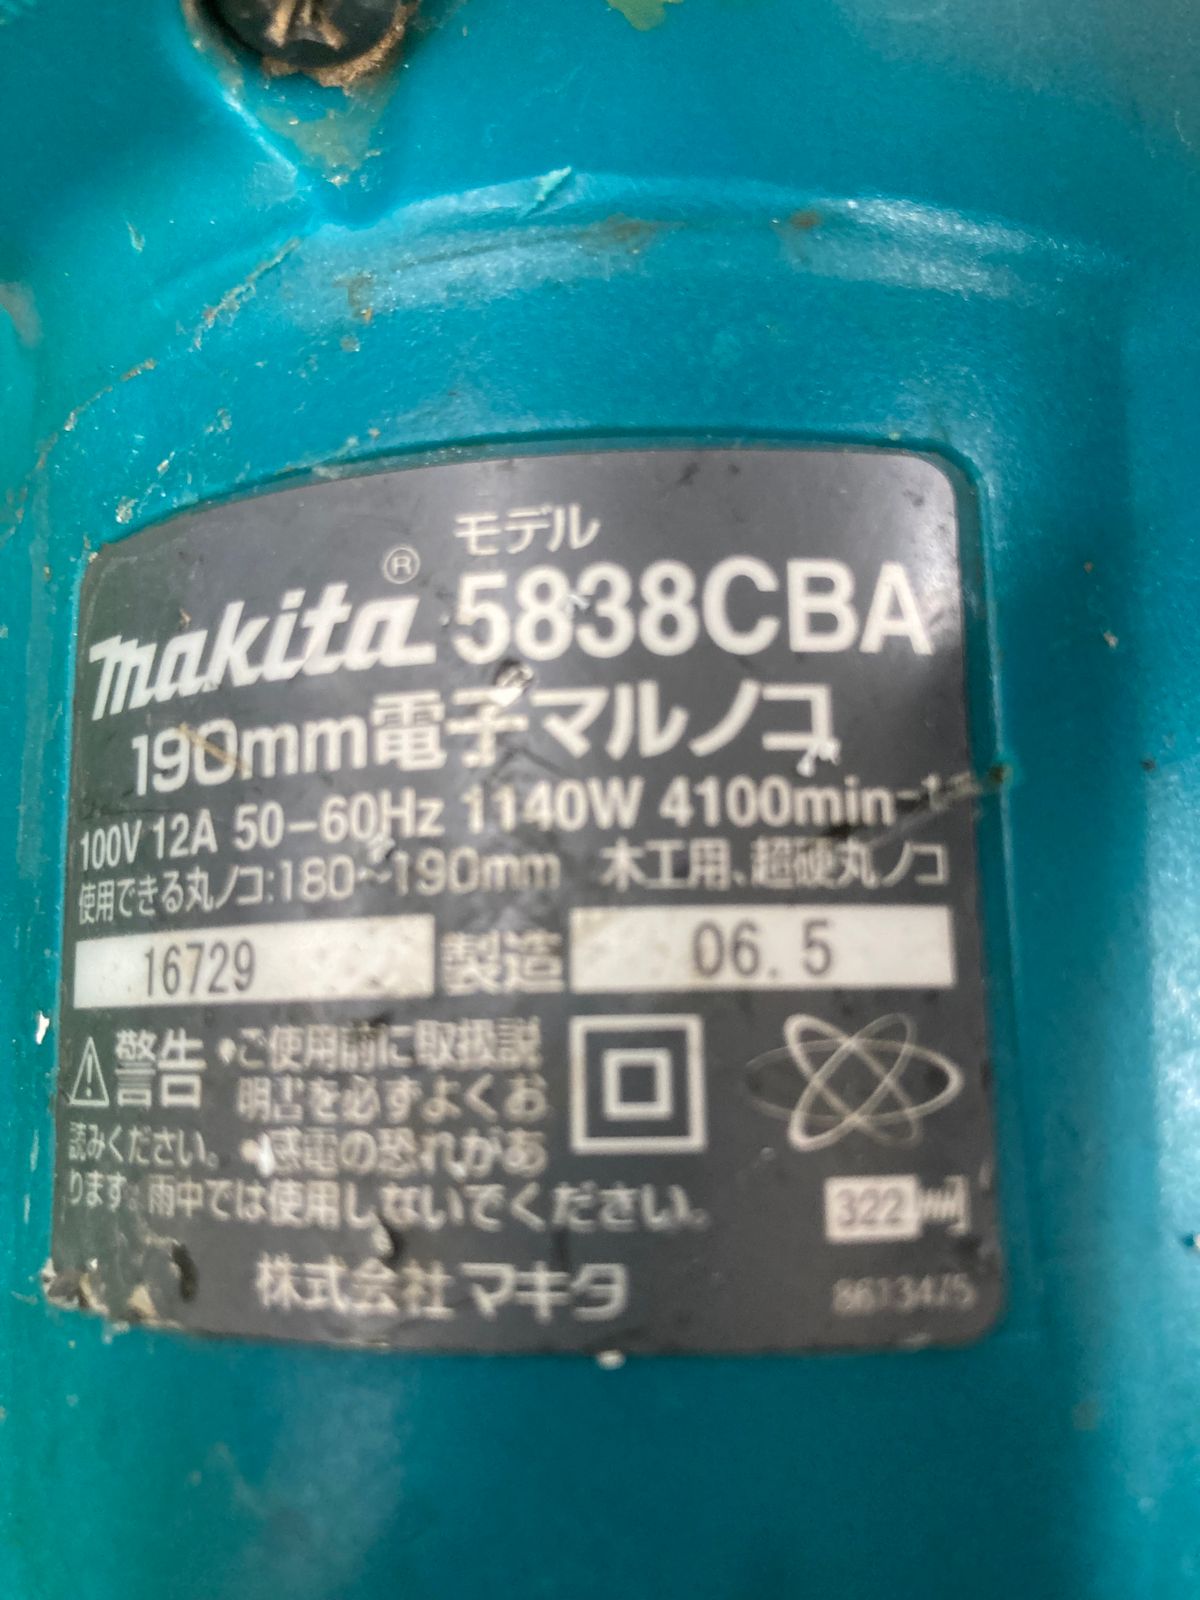 モデル
makita® 5838CBA
190mm電子マルノコ
100V 12A 50-60Hz 1140W 4100min-1
使用できる丸ノコ:180~190mm 木工用、超硬丸ノコ
16729 製造 06.5
⚠警告 •ご使用前に取扱説
明書を必ずよくお
読みください。•感電の恐れがあ
ります。雨中では使用しないでください。
322
株式会社マキタ